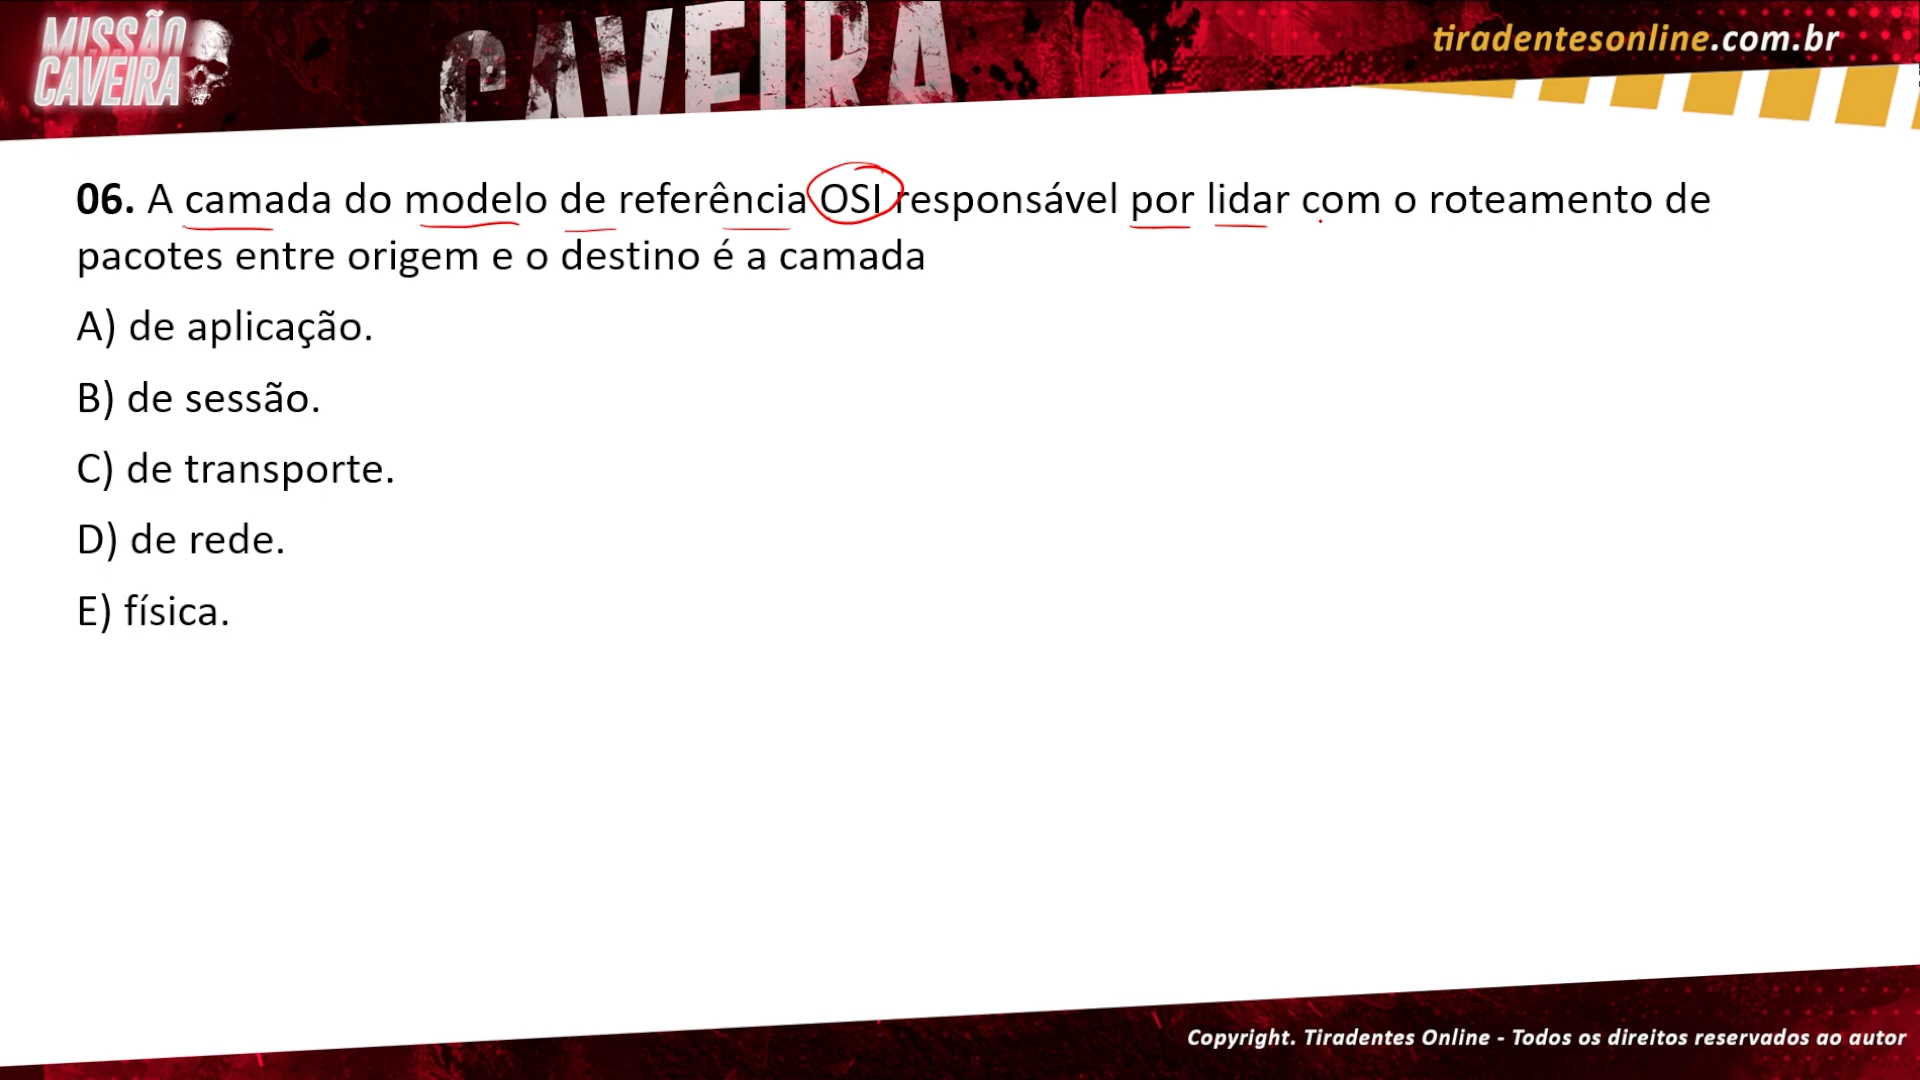 MISSÃO
CAVEIRA
CAVEIRA
tiradentesonline.com.br
06. A camada do modelo de referência OSI responsável por lidar com o roteamento de
pacotes entre origem e o destino é a camada
A) de aplicação.
B) de sessão.
C) de transporte.
D) de rede.
E) física.
Copyright. Tiradentes Online - Todos os direitos reservados ao autor